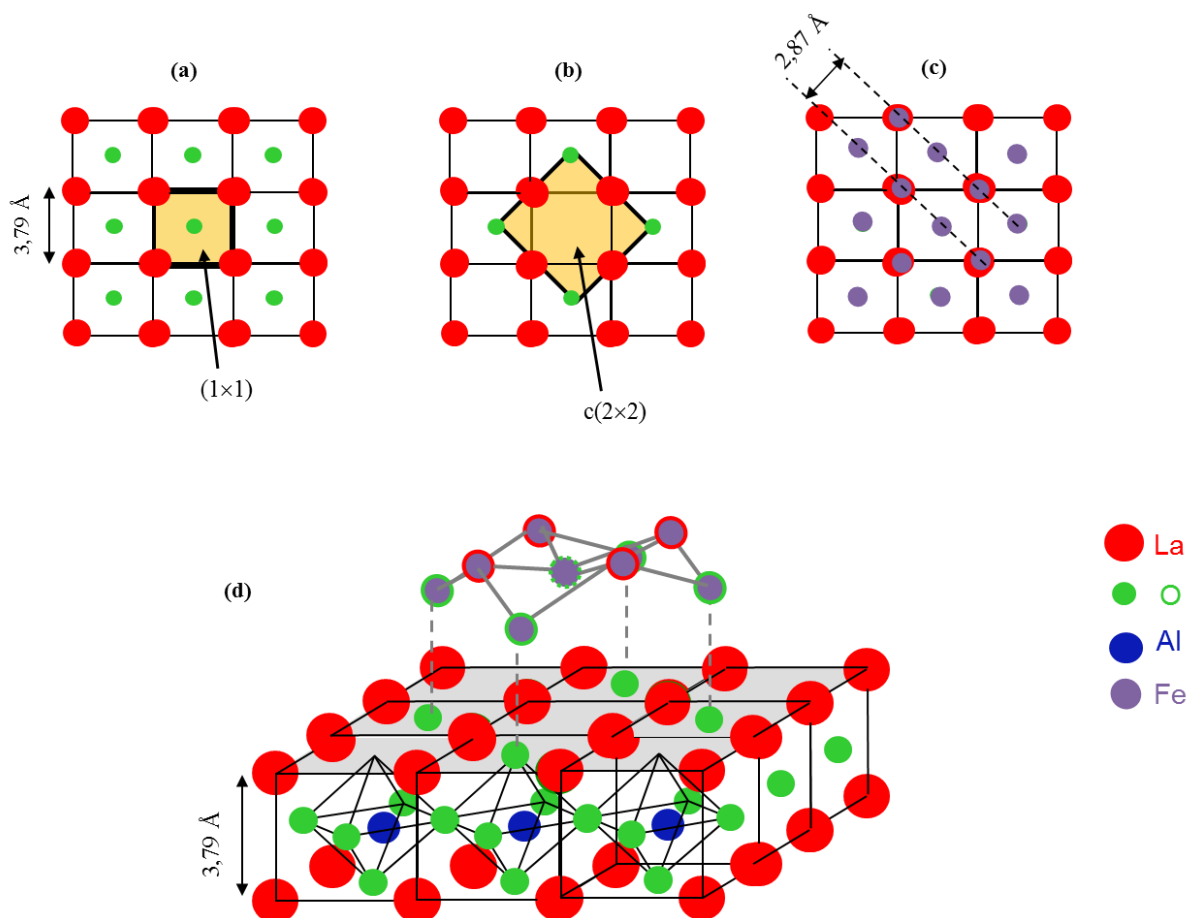 (a)
(b)
(c)
2,87 Å
3,79 Å
(1×1)
c(2×2)
(d)
La
O
Al
Fe
3,79 Å